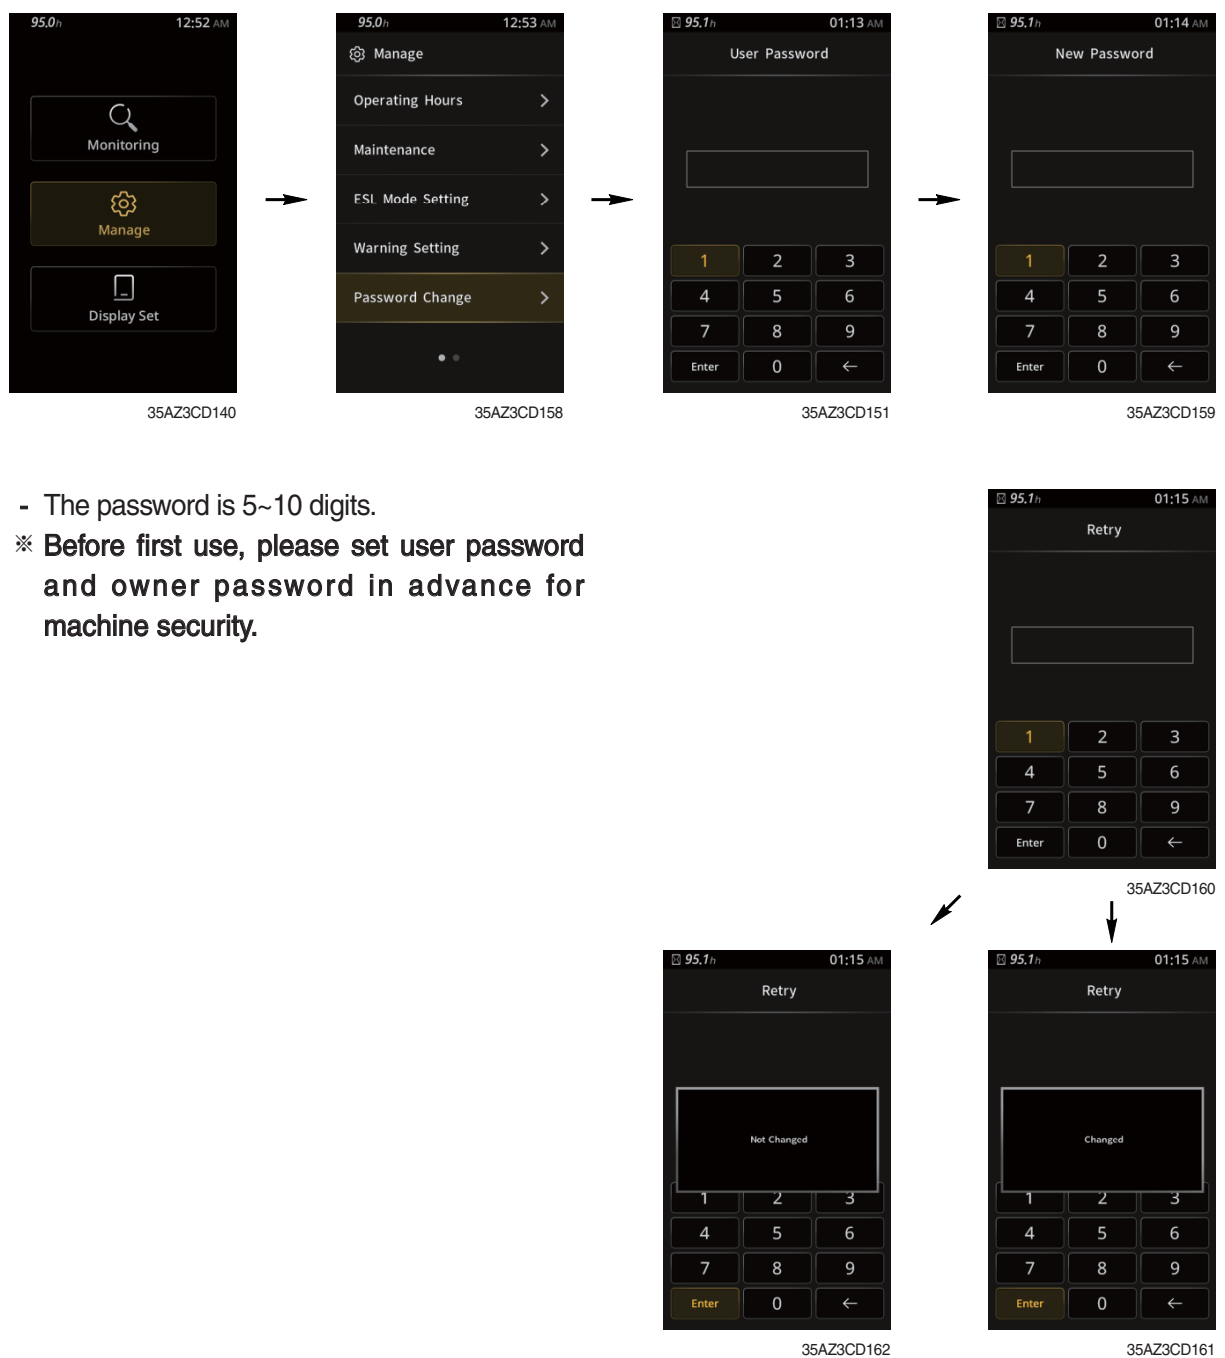 95.0h 12:52 AM
Monitoring
Manage
Display Set
35AZ3CD140
95.0h 12:53 AM
Manage
Operating Hours
Maintenance
ESL Mode Setting
Warning Setting
Password Change
35AZ3CD158
95.1h 01:13 AM
User Password
1 2 3
4 5 6
7 8 9
Enter 0 ←
35AZ3CD151
95.1h 01:14 AM
New Password
1 2 3
4 5 6
7 8 9
Enter 0 ←
35AZ3CD159
- The password is 5~10 digits.
※ Before first use, please set user password
and owner password in advance for
machine security.
95.1h 01:15 AM
Retry
1 2 3
4 5 6
7 8 9
Enter 0 ←
35AZ3CD160
95.1h 01:15 AM
Retry
Not Changed
1 2 3
4 5 6
7 8 9
Enter 0 ←
35AZ3CD162
95.1h 01:15 AM
Retry
Changed
1 2 3
4 5 6
7 8 9
Enter 0 ←
35AZ3CD161